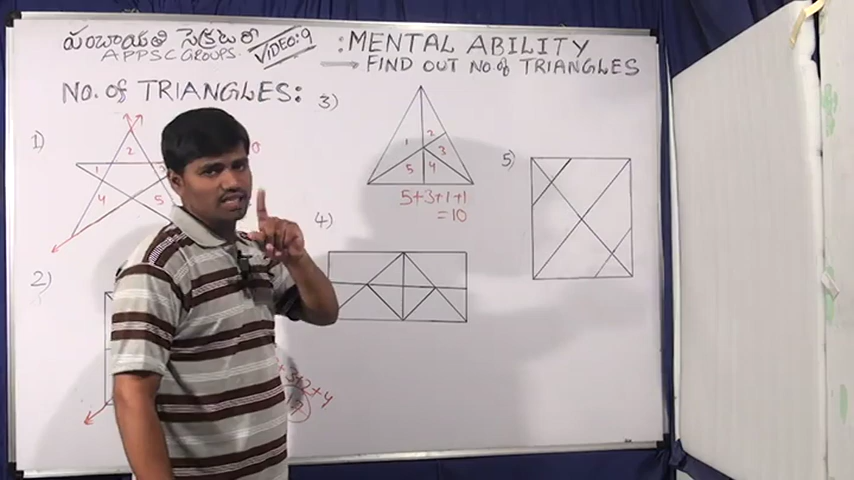 పంచాయతి సెక్రటరీ
APPSC GROUPS
VIDEO:9
:MENTAL ABILITY
FIND OUT NO.of TRIANGLES
NO. of TRIANGLES:
1)
1
2
4
5
2)
3)
1
2
3
5
4
5+3+1+1
=10
4)
5)